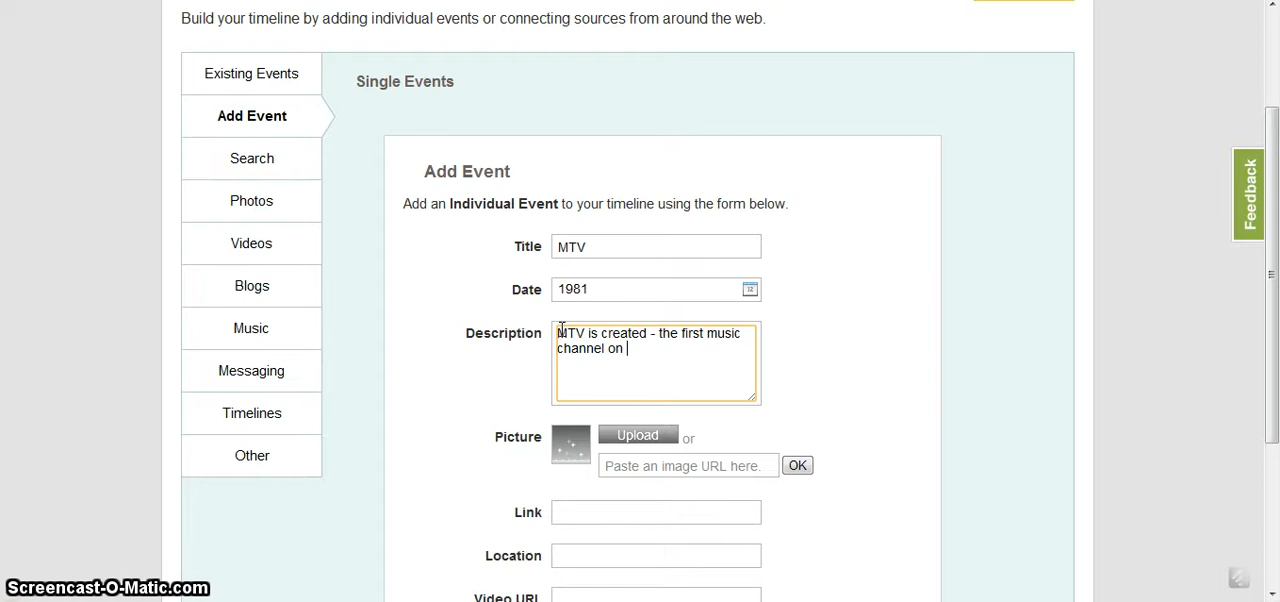 Build your timeline by adding individual events or connecting sources from around the web.
Existing Events
Add Event
Search
Photos
Videos
Blogs
Music
Messaging
Timelines
Other
Single Events
Add Event
Add an Individual Event to your timeline using the form below.
Title MTV
Date 1981 12
Description MTV is created - the first music
channel on
Picture Upload or
Paste an image URL here. OK
Link
Location
Video URL
Feedback
Screencast-O-Matic.com